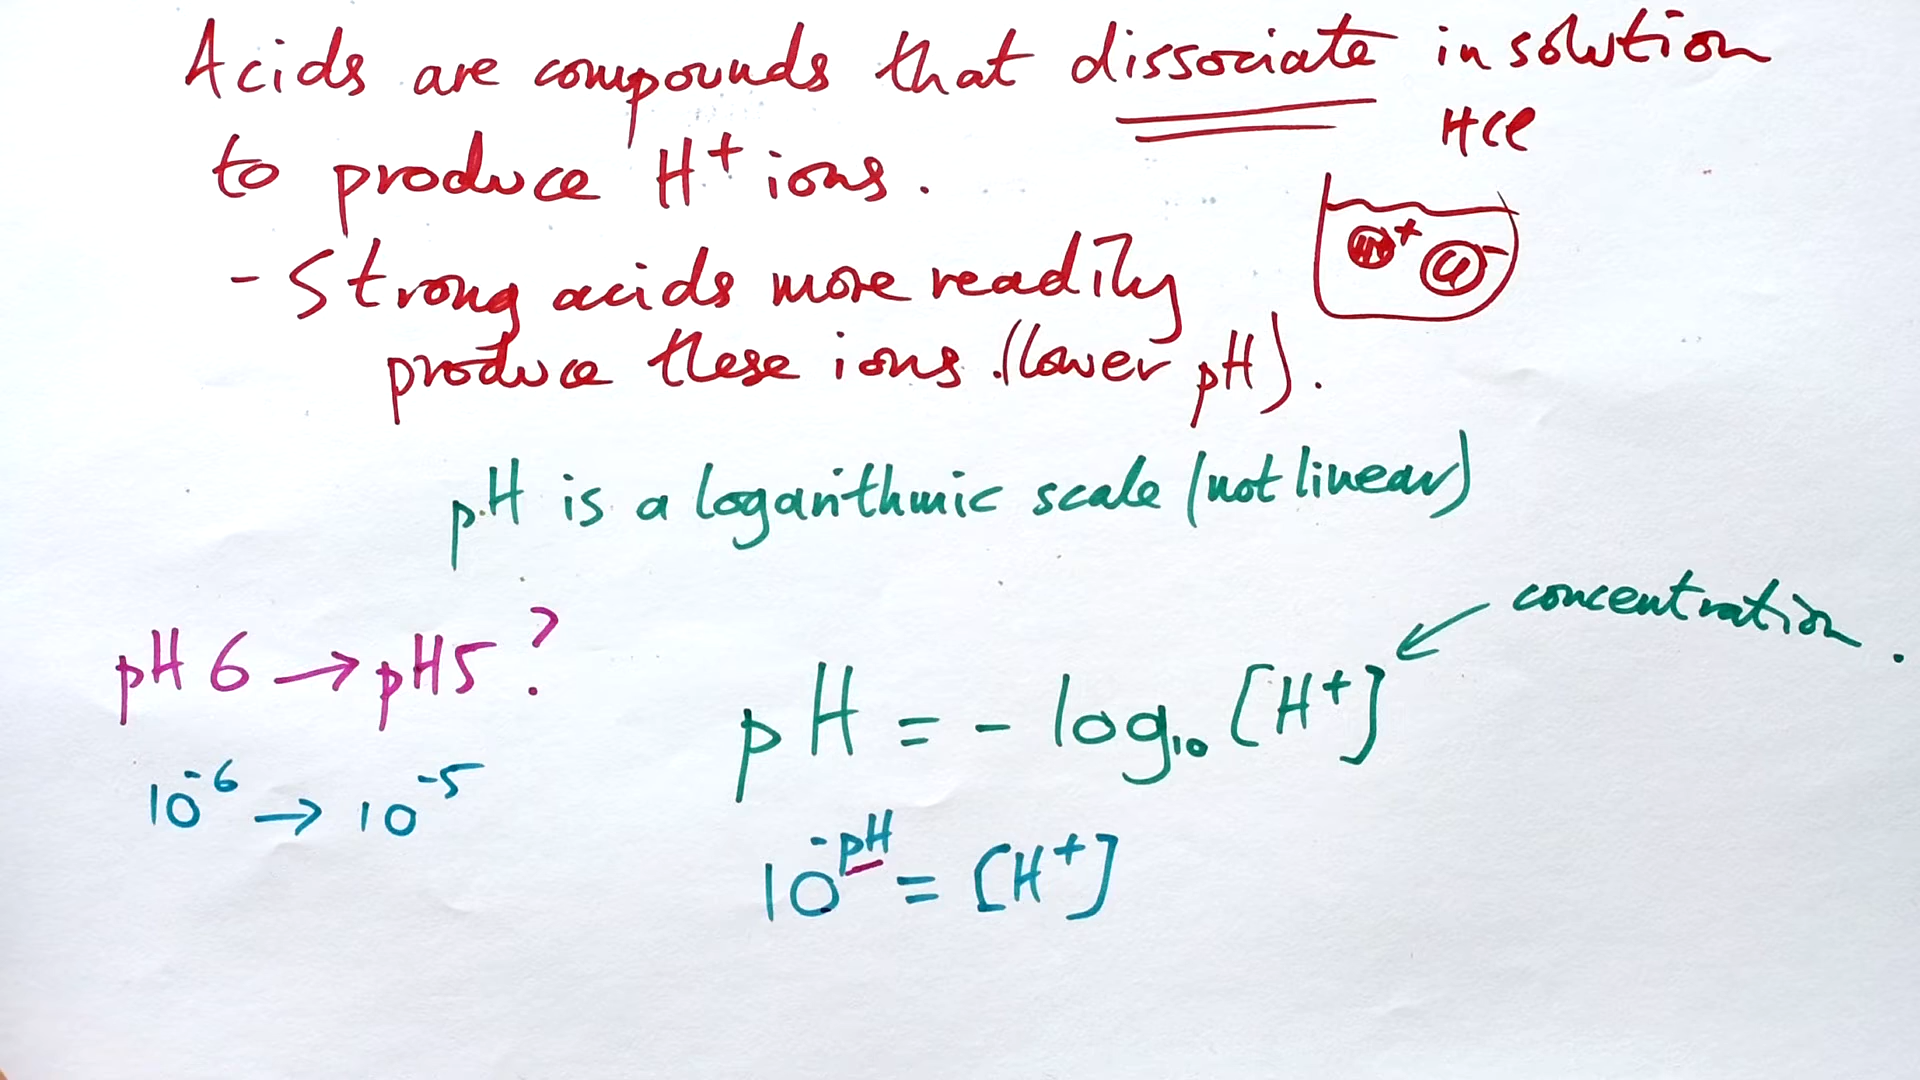 Acids are compounds that dissociate in solution
HCl
to produce H⁺ ions.
H⁺ Cl⁻
- Strong acids more readily
produce these ions (lower pH).
pH is a logarithmic scale (not linear)
concentration.
pH 6 → pH5 ?
pH = - log₁₀ [H⁺]
10⁻⁶ → 10⁻⁵
10^-pH = [H⁺]